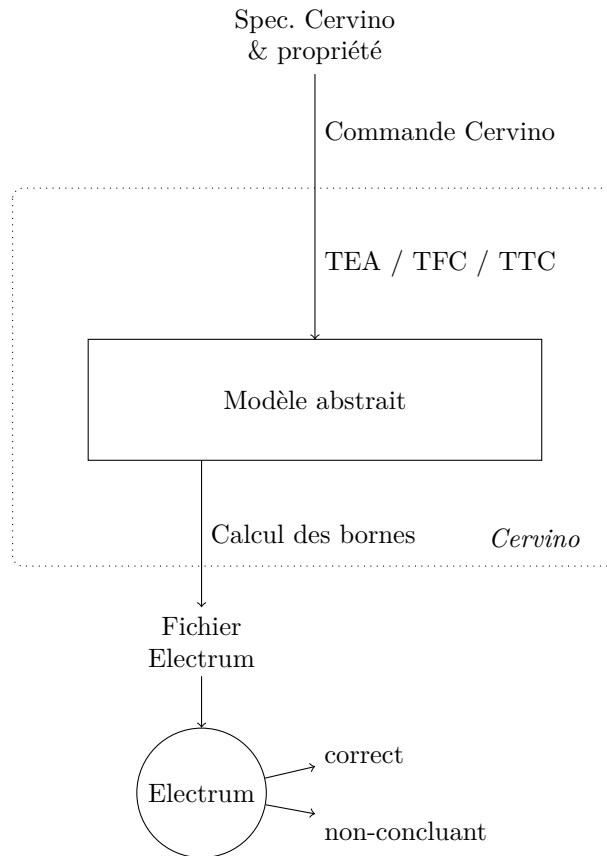 Spec. Cervino
& propriété
Commande Cervino
TEA / TFC / TTC
Modèle abstrait
Calcul des bornes
Cervino
Fichier
Electrum
correct
Electrum
non-concluant